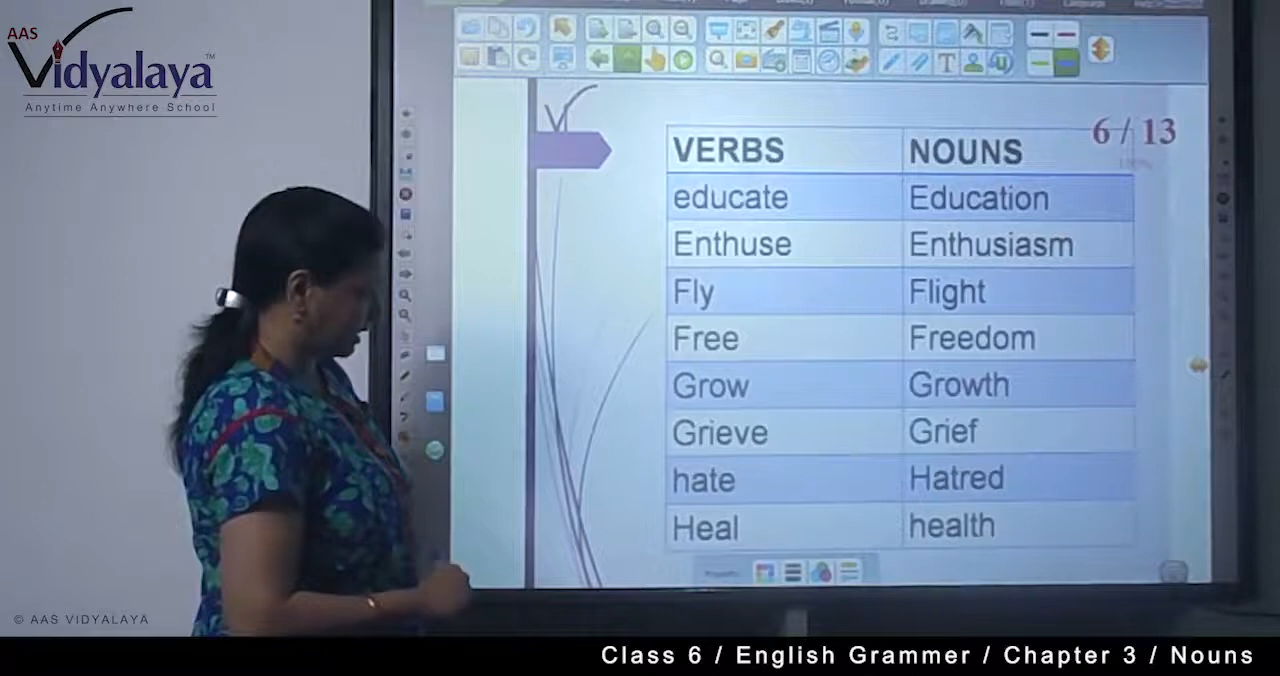 AAS
Vidyalaya™
Anytime Anywhere School
6 / 13
VERBS NOUNS
educate Education
Enthuse Enthusiasm
Fly Flight
Free Freedom
Grow Growth
Grieve Grief
hate Hatred
Heal health
© AAS VIDYALAYA
Class 6 / English Grammer / Chapter 3 / Nouns